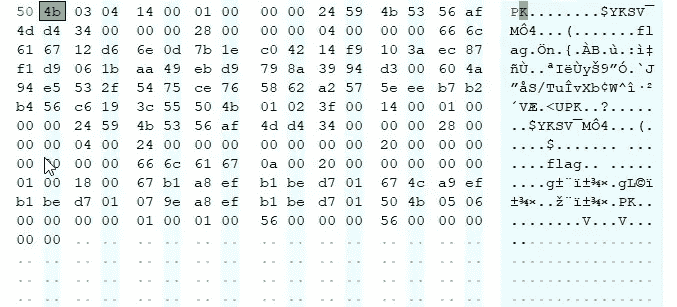 50 4b 03 04 14 00 01 00 00 00 24 59 4b 53 56 af PK........$YKSV¯
4d d4 34 00 00 00 28 00 00 00 04 00 00 00 66 6c MÔ4...(.......fl
61 67 12 d6 6e 0d 7b 1e c0 42 14 f9 10 3a ec 87 ag.Ön.{.ÀB.ù.:ì‡
f1 d9 06 1b aa 49 eb d9 79 8a 39 94 d3 00 60 4a ñÙ..ªIëÙyŠ9”Ó.`J
94 e5 53 2f 54 75 ce 76 58 62 a2 57 5e ee b7 b2 ”åS/TuÎvXb¢W^î·²
b4 56 c6 19 3c 55 50 4b 01 02 3f 00 14 00 01 00 ´VÆ.<UPK..?.....
00 00 24 59 4b 53 56 af 4d d4 34 00 00 00 28 00 ..$YKSV¯MÔ4...(.
00 00 04 00 24 00 00 00 00 00 00 00 20 00 00 00 ....$....... ...
00 00 00 00 66 6c 61 67 0a 00 20 00 00 00 00 00 ....flag.. .....
01 00 18 00 67 b1 a8 ef b1 be d7 01 67 4c a9 ef ....g±¨ï±¾×.gL©ï
b1 be d7 01 07 9e a8 ef b1 be d7 01 50 4b 05 06 ±¾×..ž¨ï±¾×.PK..
00 00 00 00 01 00 01 00 56 00 00 00 56 00 00 00 ........V...V...
00 00 ..